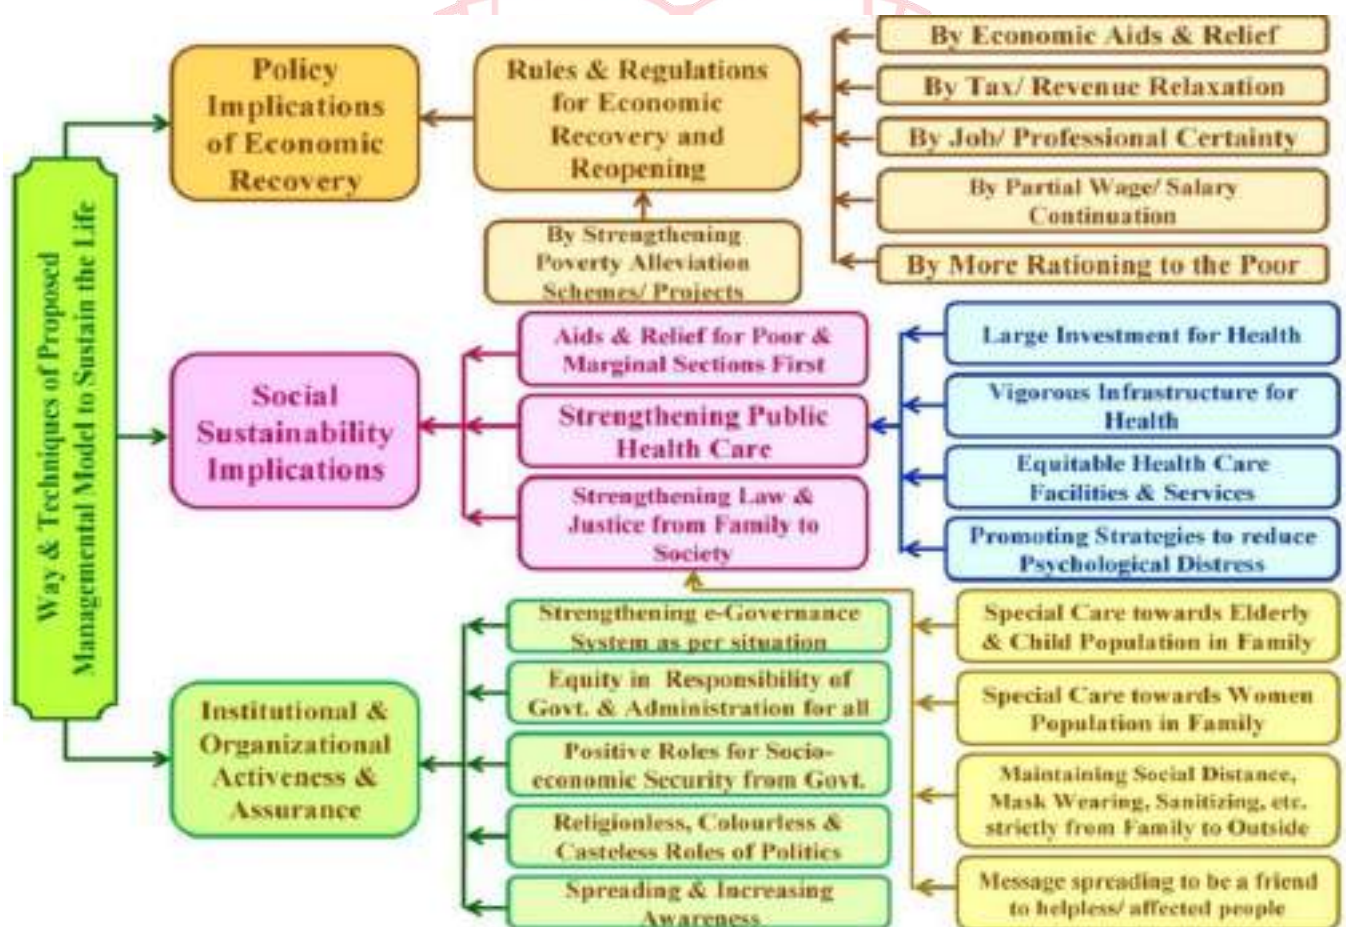 Way & Techniques of Proposed
Managemental Model to Sustain the Life
Policy
Implications
of Economic
Recovery
Rules & Regulations
for Economic
Recovery and
Reopening
By Economic Aids & Relief
By Tax/ Revenue Relaxation
By Job/ Professional Certainty
By Partial Wage/ Salary
Continuation
By More Rationing to the Poor
By Strengthening
Poverty Alleviation
Schemes/ Projects
Social
Sustainability
Implications
Aids & Relief for Poor &
Marginal Sections First
Strengthening Public
Health Care
Strengthening Law &
Justice from Family to
Society
Large Investment for Health
Vigorous Infrastructure for
Health
Equitable Health Care
Facilities & Services
Promoting Strategies to reduce
Psychological Distress
Institutional &
Organizational
Activeness &
Assurance
Strengthening e-Governance
System as per situation
Equity in Responsibility of
Govt. & Administration for all
Positive Roles for Socio-
economic Security from Govt.
Religionless, Colourless &
Casteless Roles of Politics
Spreading & Increasing
Awareness
Special Care towards Elderly
& Child Population in Family
Special Care towards Women
Population in Family
Maintaining Social Distance,
Mask Wearing, Sanitizing, etc.
strictly from Family to Outside
Message spreading to be a friend
to helpless/ affected people